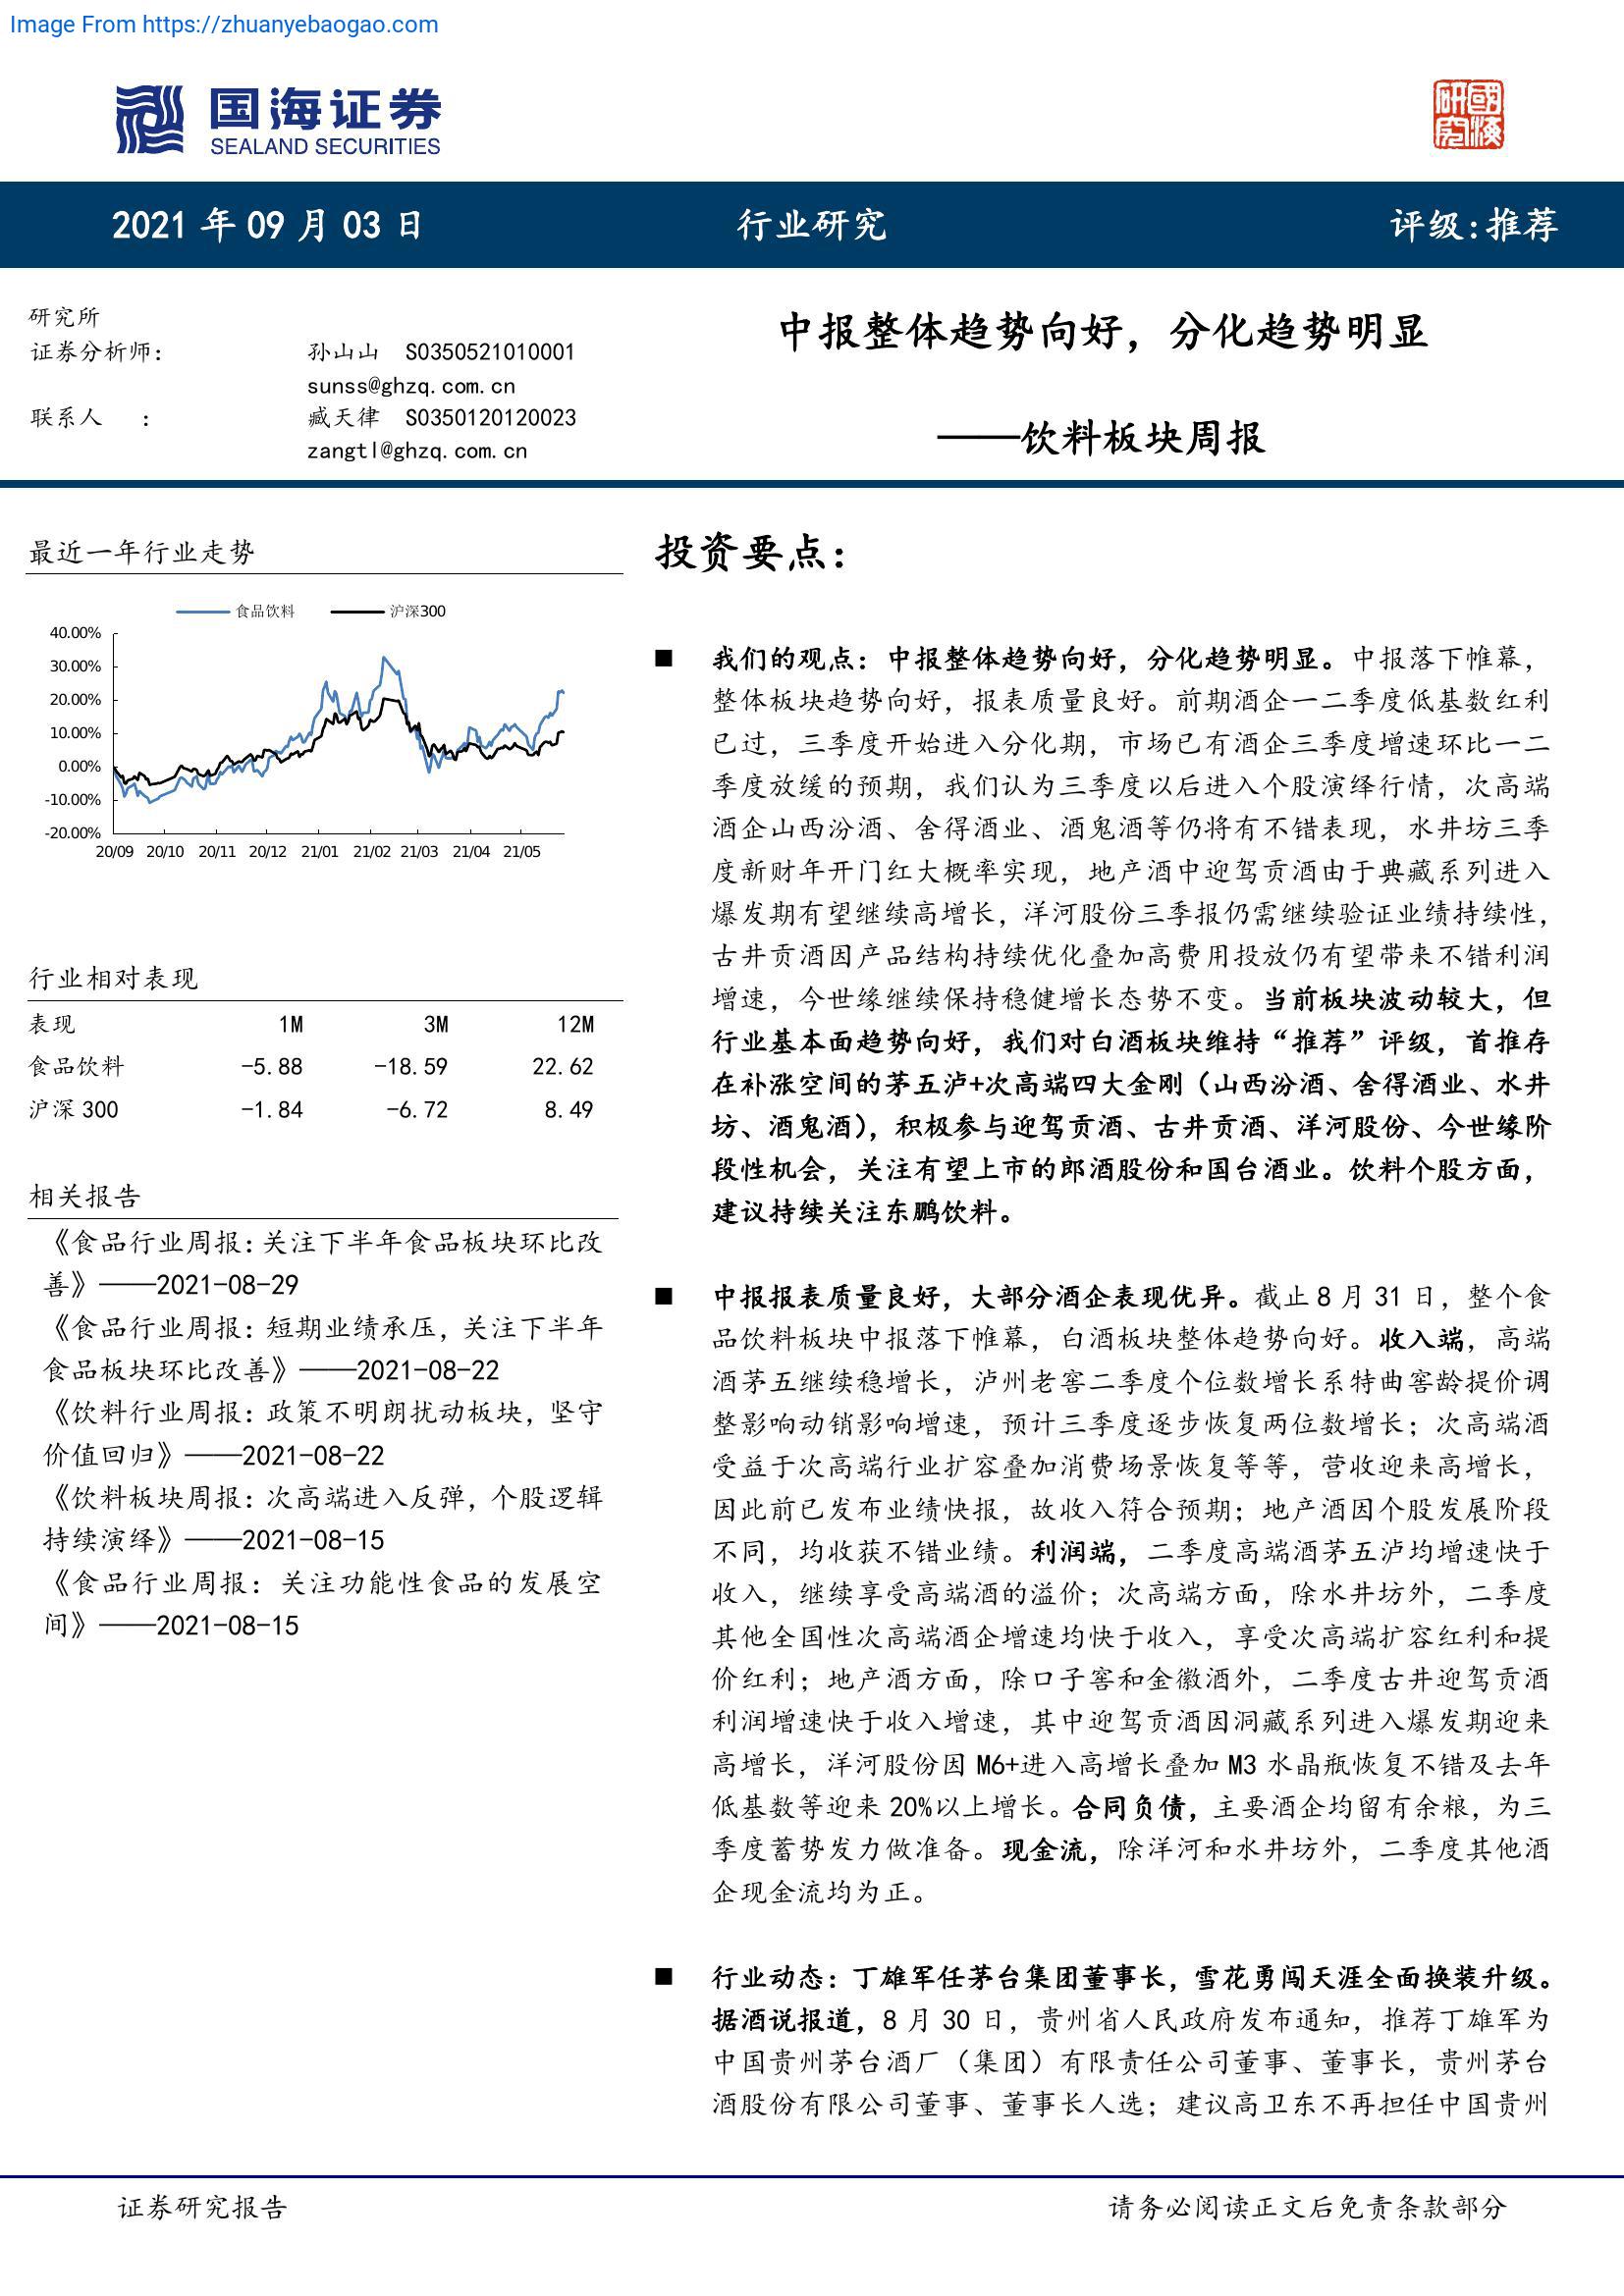 Image From https://zhuanyebaogao.com
国海证券
SEALAND SECURITIES
研國
究海
2021 年 09 月 03 日
行业研究
评级:推荐
研究所
证券分析师:
孙山山 S0350521010001
sunss@ghzq.com.cn
联系人 :
臧天律 S0350120120023
zangtl@ghzq.com.cn
中报整体趋势向好，分化趋势明显
——饮料板块周报
最近一年行业走势
食品饮料 沪深300
40.00%
30.00%
20.00%
10.00%
0.00%
-10.00%
-20.00%
20/09 20/10 20/11 20/12 21/01 21/02 21/03 21/04 21/05
行业相对表现
表现 1M 3M 12M
食品饮料 -5.88 -18.59 22.62
沪深 300 -1.84 -6.72 8.49
相关报告
《食品行业周报:关注下半年食品板块环比改
善》——2021-08-29
《食品行业周报: 短期业绩承压, 关注下半年
食品板块环比改善》——2021-08-22
《饮料行业周报: 政策不明朗扰动板块, 坚守
价值回归》——2021-08-22
《饮料板块周报: 次高端进入反弹, 个股逻辑
持续演绎》——2021-08-15
《食品行业周报: 关注功能性食品的发展空
间》——2021-08-15
投资要点:
■ 我们的观点：中报整体趋势向好，分化趋势明显。中报落下帷幕，
整体板块趋势向好，报表质量良好。前期酒企一二季度低基数红利
已过，三季度开始进入分化期，市场已有酒企三季度增速环比一二
季度放缓的预期，我们认为三季度以后进入个股演绎行情，次高端
酒企山西汾酒、舍得酒业、酒鬼酒等仍将有不错表现，水井坊三季
度新财年开门红大概率实现，地产酒中迎驾贡酒由于典藏系列进入
爆发期有望继续高增长，洋河股份三季报仍需继续验证业绩持续性，
古井贡酒因产品结构持续优化叠加高费用投放仍有望带来不错利润
增速，今世缘继续保持稳健增长态势不变。当前板块波动较大，但
行业基本面趋势向好，我们对白酒板块维持“推荐”评级，首推存
在补涨空间的茅五泸+次高端四大金刚（山西汾酒、舍得酒业、水井
坊、酒鬼酒），积极参与迎驾贡酒、古井贡酒、洋河股份、今世缘阶
段性机会，关注有望上市的郎酒股份和国台酒业。饮料个股方面，
建议持续关注东鹏饮料。
■ 中报报表质量良好，大部分酒企表现优异。截止 8 月 31 日，整个食
品饮料板块中报落下帷幕，白酒板块整体趋势向好。收入端，高端
酒茅五继续稳增长，泸州老窖二季度个位数增长系特曲窖龄提价调
整影响动销影响增速，预计三季度逐步恢复两位数增长；次高端酒
受益于次高端行业扩容叠加消费场景恢复等等，营收迎来高增长，
因此前已发布业绩快报，故收入符合预期；地产酒因个股发展阶段
不同，均收获不错业绩。利润端，二季度高端酒茅五泸均增速快于
收入，继续享受高端酒的溢价；次高端方面，除水井坊外，二季度
其他全国性次高端酒企增速均快于收入，享受次高端扩容红利和提
价红利；地产酒方面，除口子窖和金徽酒外，二季度古井迎驾贡酒
利润增速快于收入增速，其中迎驾贡酒因洞藏系列进入爆发期迎来
高增长，洋河股份因 M6+进入高增长叠加 M3 水晶瓶恢复不错及去年
低基数等迎来 20%以上增长。合同负债，主要酒企均留有余粮，为三
季度蓄势发力做准备。现金流，除洋河和水井坊外，二季度其他酒
企现金流均为正。
■ 行业动态：丁雄军任茅台集团董事长，雪花勇闯天涯全面换装升级。
据酒说报道，8 月 30 日，贵州省人民政府发布通知，推荐丁雄军为
中国贵州茅台酒厂（集团）有限责任公司董事、董事长，贵州茅台
酒股份有限公司董事、董事长人选；建议高卫东不再担任中国贵州
证券研究报告
请务必阅读正文后免责条款部分